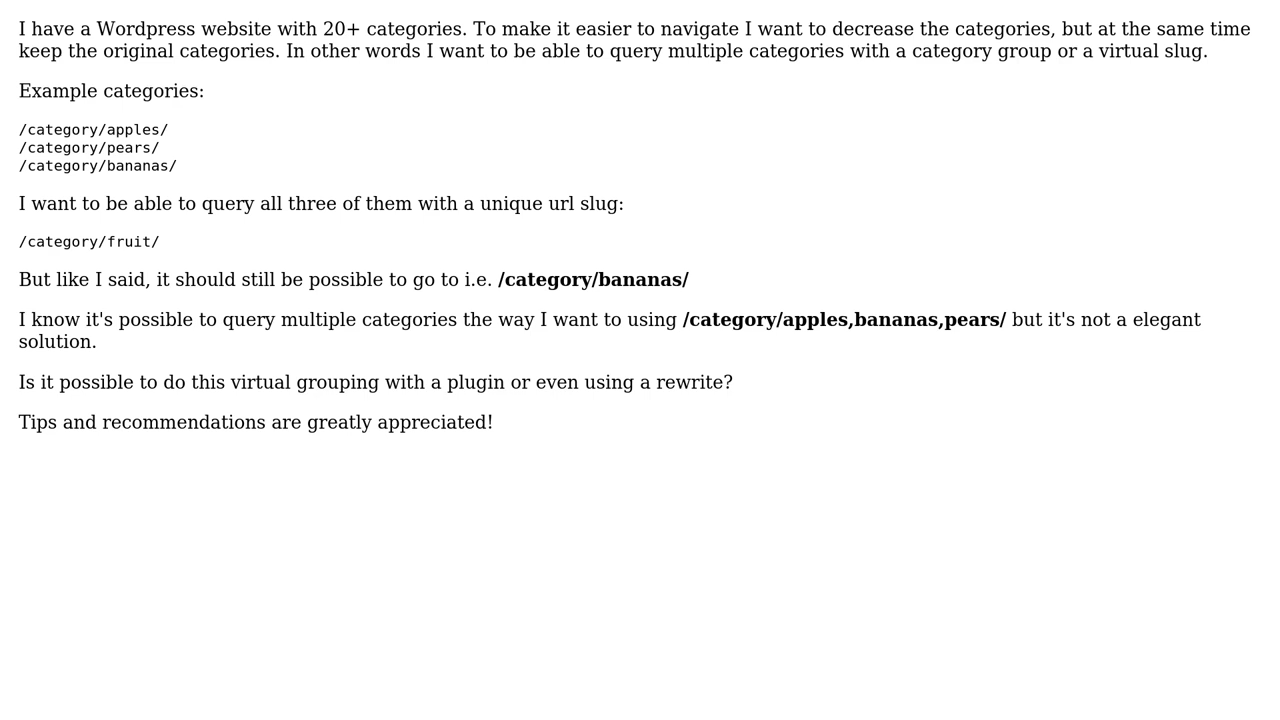 I have a Wordpress website with 20+ categories. To make it easier to navigate I want to decrease the categories, but at the same time
keep the original categories. In other words I want to be able to query multiple categories with a category group or a virtual slug.
Example categories:
/category/apples/
/category/pears/
/category/bananas/
I want to be able to query all three of them with a unique url slug:
/category/fruit/
But like I said, it should still be possible to go to i.e. /category/bananas/
I know it's possible to query multiple categories the way I want to using /category/apples,bananas,pears/ but it's not a elegant
solution.
Is it possible to do this virtual grouping with a plugin or even using a rewrite?
Tips and recommendations are greatly appreciated!